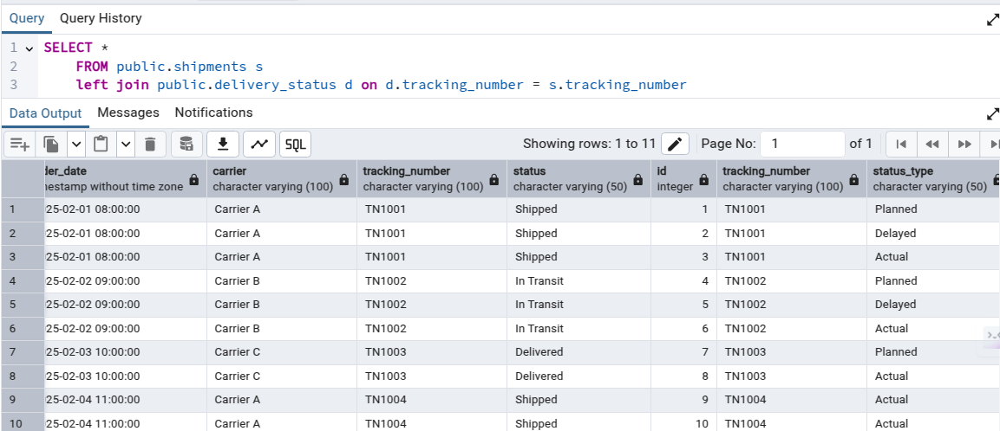 Query Query History
1 SELECT *
2 FROM public.shipments s
3 left join public.delivery_status d on d.tracking_number = s.tracking_number
Data Output Messages Notifications
SQL Showing rows: 1 to 11 Page No: 1 of 1
der_date carrier tracking_number status id tracking_number status_type
nestamp without time zone character varying (100) character varying (100) character varying (50) integer character varying (100) character varying (50)
1 25-02-01 08:00:00 Carrier A TN1001 Shipped 1 TN1001 Planned
2 25-02-01 08:00:00 Carrier A TN1001 Shipped 2 TN1001 Delayed
3 25-02-01 08:00:00 Carrier A TN1001 Shipped 3 TN1001 Actual
4 25-02-02 09:00:00 Carrier B TN1002 In Transit 4 TN1002 Planned
5 25-02-02 09:00:00 Carrier B TN1002 In Transit 5 TN1002 Delayed
6 25-02-02 09:00:00 Carrier B TN1002 In Transit 6 TN1002 Actual
7 25-02-03 10:00:00 Carrier C TN1003 Delivered 7 TN1003 Planned
8 25-02-03 10:00:00 Carrier C TN1003 Delivered 8 TN1003 Actual
9 25-02-04 11:00:00 Carrier A TN1004 Shipped 9 TN1004 Actual
10 25-02-04 11:00:00 Carrier A TN1004 Shipped 10 TN1004 Actual